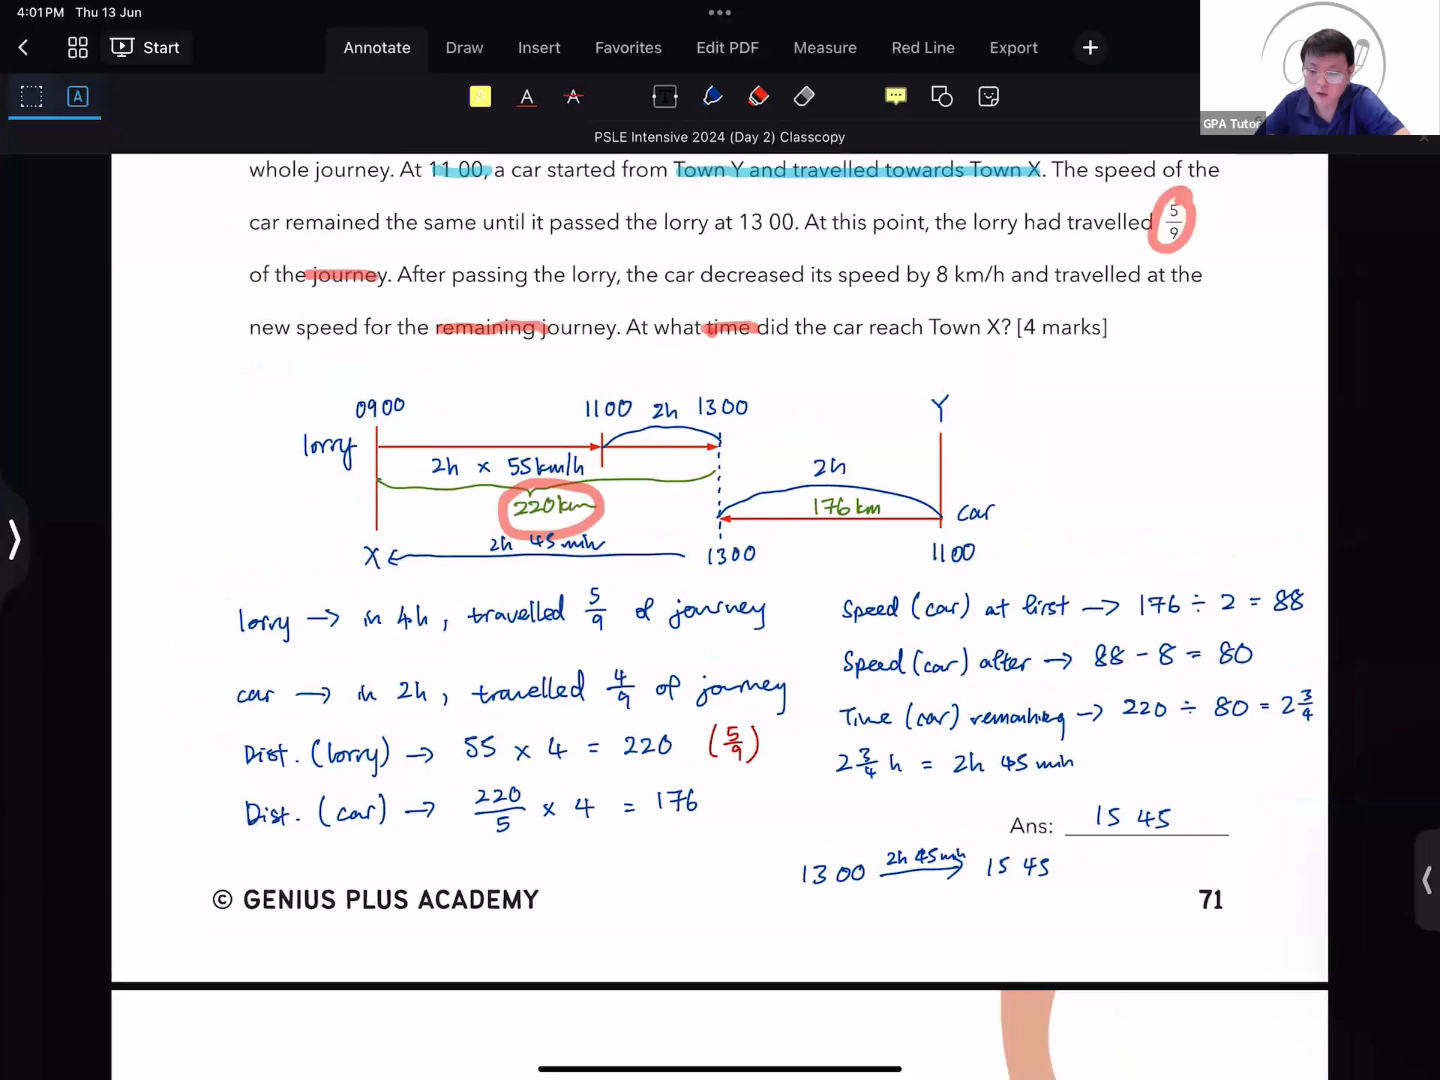 4:01PM Thu 13 Jun
Start
Annotate Draw Insert Favorites Edit PDF Measure Red Line Export
GPA Tutor
PSLE Intensive 2024 (Day 2) Classcopy
whole journey. At 11 00, a car started from Town Y and travelled towards Town X. The speed of the
car remained the same until it passed the lorry at 13 00. At this point, the lorry had travelled 5/9
of the journey. After passing the lorry, the car decreased its speed by 8 km/h and travelled at the
new speed for the remaining journey. At what time did the car reach Town X? [4 marks]
0900 1100 2h 1300 Y
lorry
2h × 55km/h 2h
220km 176 km car
2h 45 min
X 1300 1100
lorry → in 4h, travelled 5/9 of journey
car → in 2h, travelled 4/9 of journey
Dist. (lorry) → 55 × 4 = 220 (5/9)
Dist. (car) → 220/5 × 4 = 176
Speed (car) at first → 176 ÷ 2 = 88
Speed (car) after → 88 - 8 = 80
Time (car) remaining → 220 ÷ 80 = 2 3/4
2 3/4 h = 2h 45 min
Ans: 15 45
13 00 2h 45 min → 15 45
© GENIUS PLUS ACADEMY 71